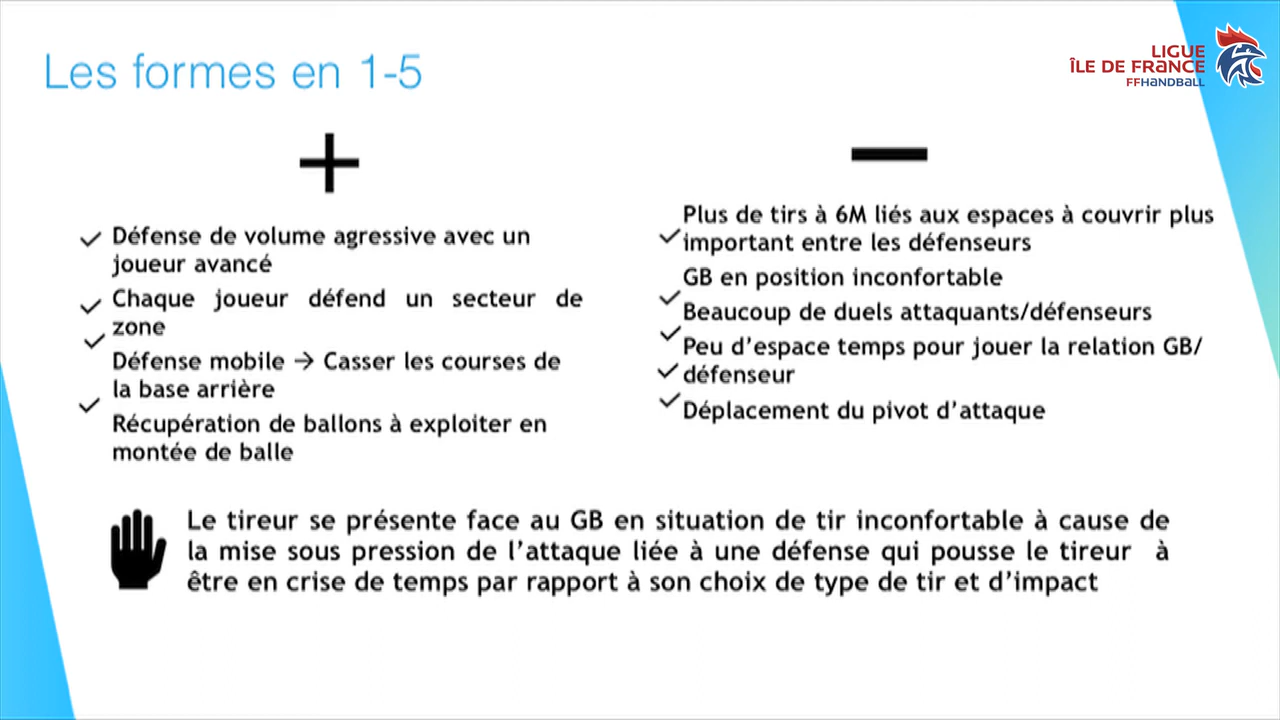 Les formes en 1-5
LIGUE
ÎLE DE FRANCE
FFHANDBALL
+
–
Défense de volume agressive avec un
joueur avancé
Chaque joueur défend un secteur de
zone
Défense mobile → Casser les courses de
la base arrière
Récupération de ballons à exploiter en
montée de balle
Plus de tirs à 6M liés aux espaces à couvrir plus
important entre les défenseurs
GB en position inconfortable
Beaucoup de duels attaquants/défenseurs
Peu d'espace temps pour jouer la relation GB/
défenseur
Déplacement du pivot d'attaque
Le tireur se présente face au GB en situation de tir inconfortable à cause de
la mise sous pression de l'attaque liée à une défense qui pousse le tireur à
être en crise de temps par rapport à son choix de type de tir et d'impact